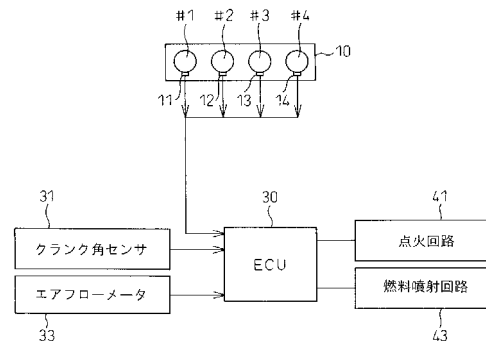 #1 #2 #3 #4
10
11 12 13 14
31 30 41
クランク角センサ
ECU
点火回路
エアフローメータ
燃料噴射回路
33 43